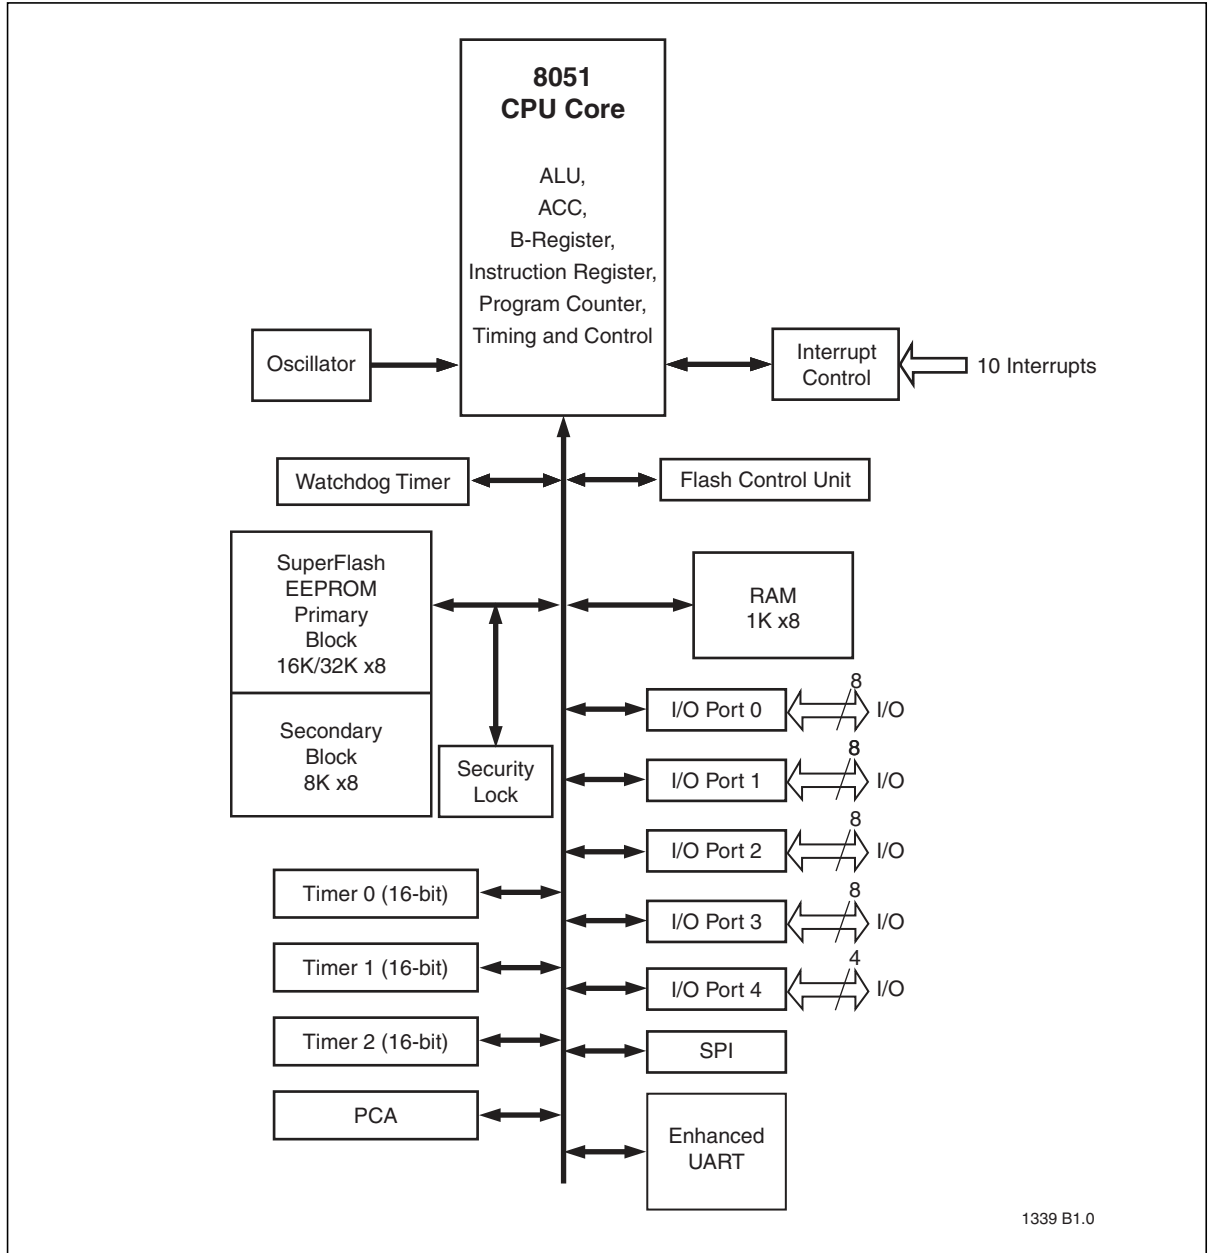 8051
CPU Core
ALU,
ACC,
B-Register,
Instruction Register,
Program Counter,
Timing and Control
Oscillator
Interrupt
Control
10 Interrupts
Watchdog Timer
Flash Control Unit
SuperFlash
EEPROM
Primary
Block
16K/32K x8
RAM
1K x8
Secondary
Block
8K x8
Security
Lock
8
I/O Port 0
I/O
8
I/O Port 1
I/O
8
I/O Port 2
I/O
8
I/O Port 3
I/O
4
I/O Port 4
I/O
Timer 0 (16-bit)
Timer 1 (16-bit)
Timer 2 (16-bit)
SPI
PCA
Enhanced
UART
1339 B1.0